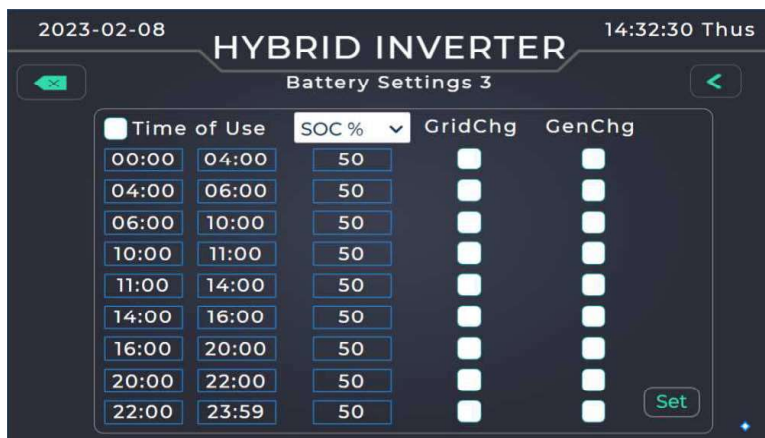 2023-02-08
HYBRID INVERTER
14:32:30 Thus
Battery Settings 3
Time of Use SOC % GridChg GenChg
00:00 04:00 50
04:00 06:00 50
06:00 10:00 50
10:00 11:00 50
11:00 14:00 50
14:00 16:00 50
16:00 20:00 50
20:00 22:00 50
22:00 23:59 50
Set